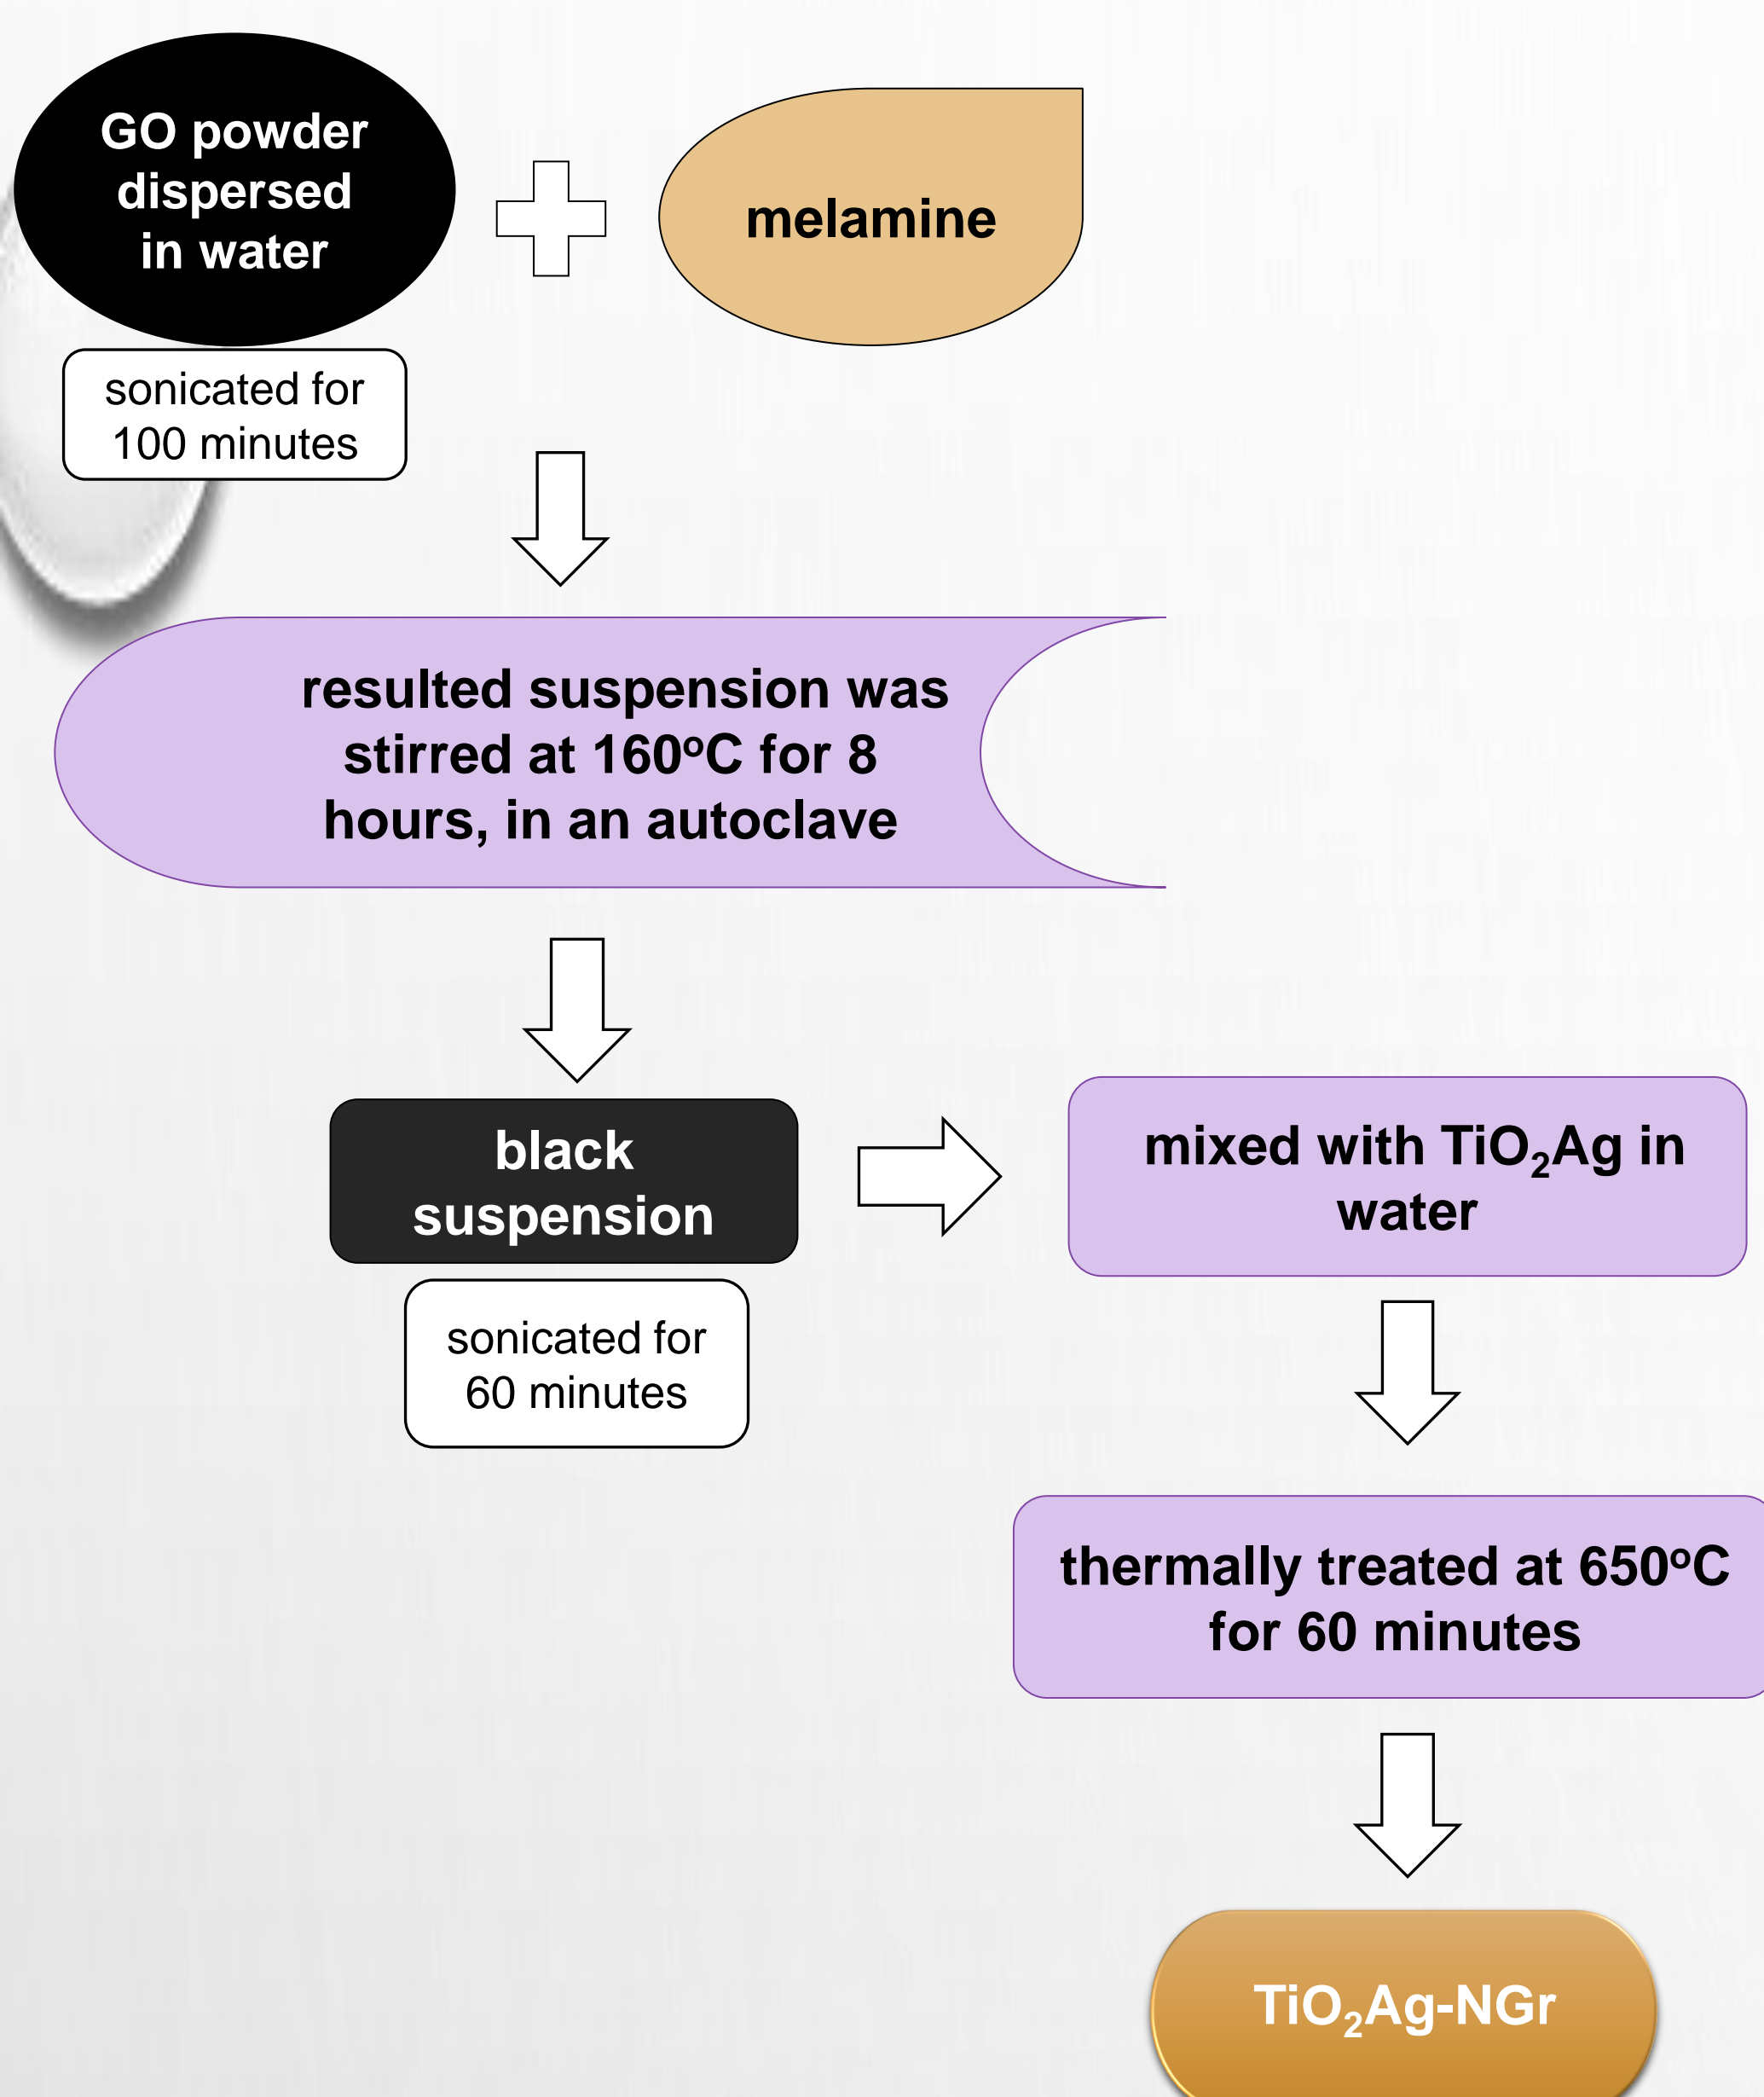 GO powder
dispersed
in water
melamine
sonicated for
100 minutes
resulted suspension was
stirred at 160ºC for 8
hours, in an autoclave
black
suspension
mixed with TiO₂Ag in
water
sonicated for
60 minutes
thermally treated at 650ºC
for 60 minutes
TiO₂Ag-NGr